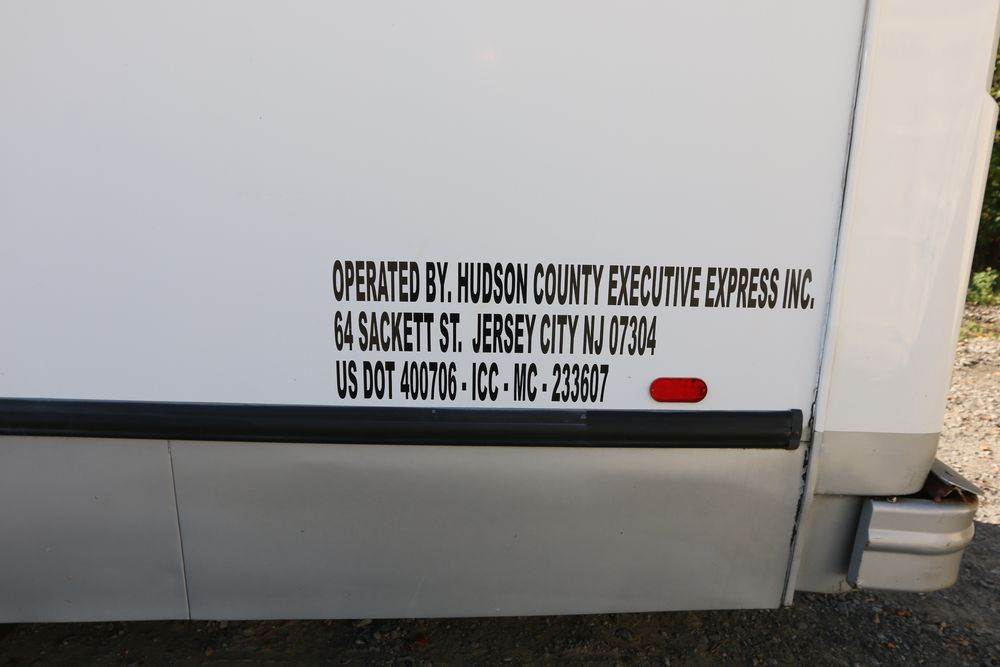 OPERATED BY. HUDSON COUNTY EXECUTIVE EXPRESS INC.
64 SACKETT ST. JERSEY CITY NJ 07304
US DOT 400706 - ICC - MC - 233607